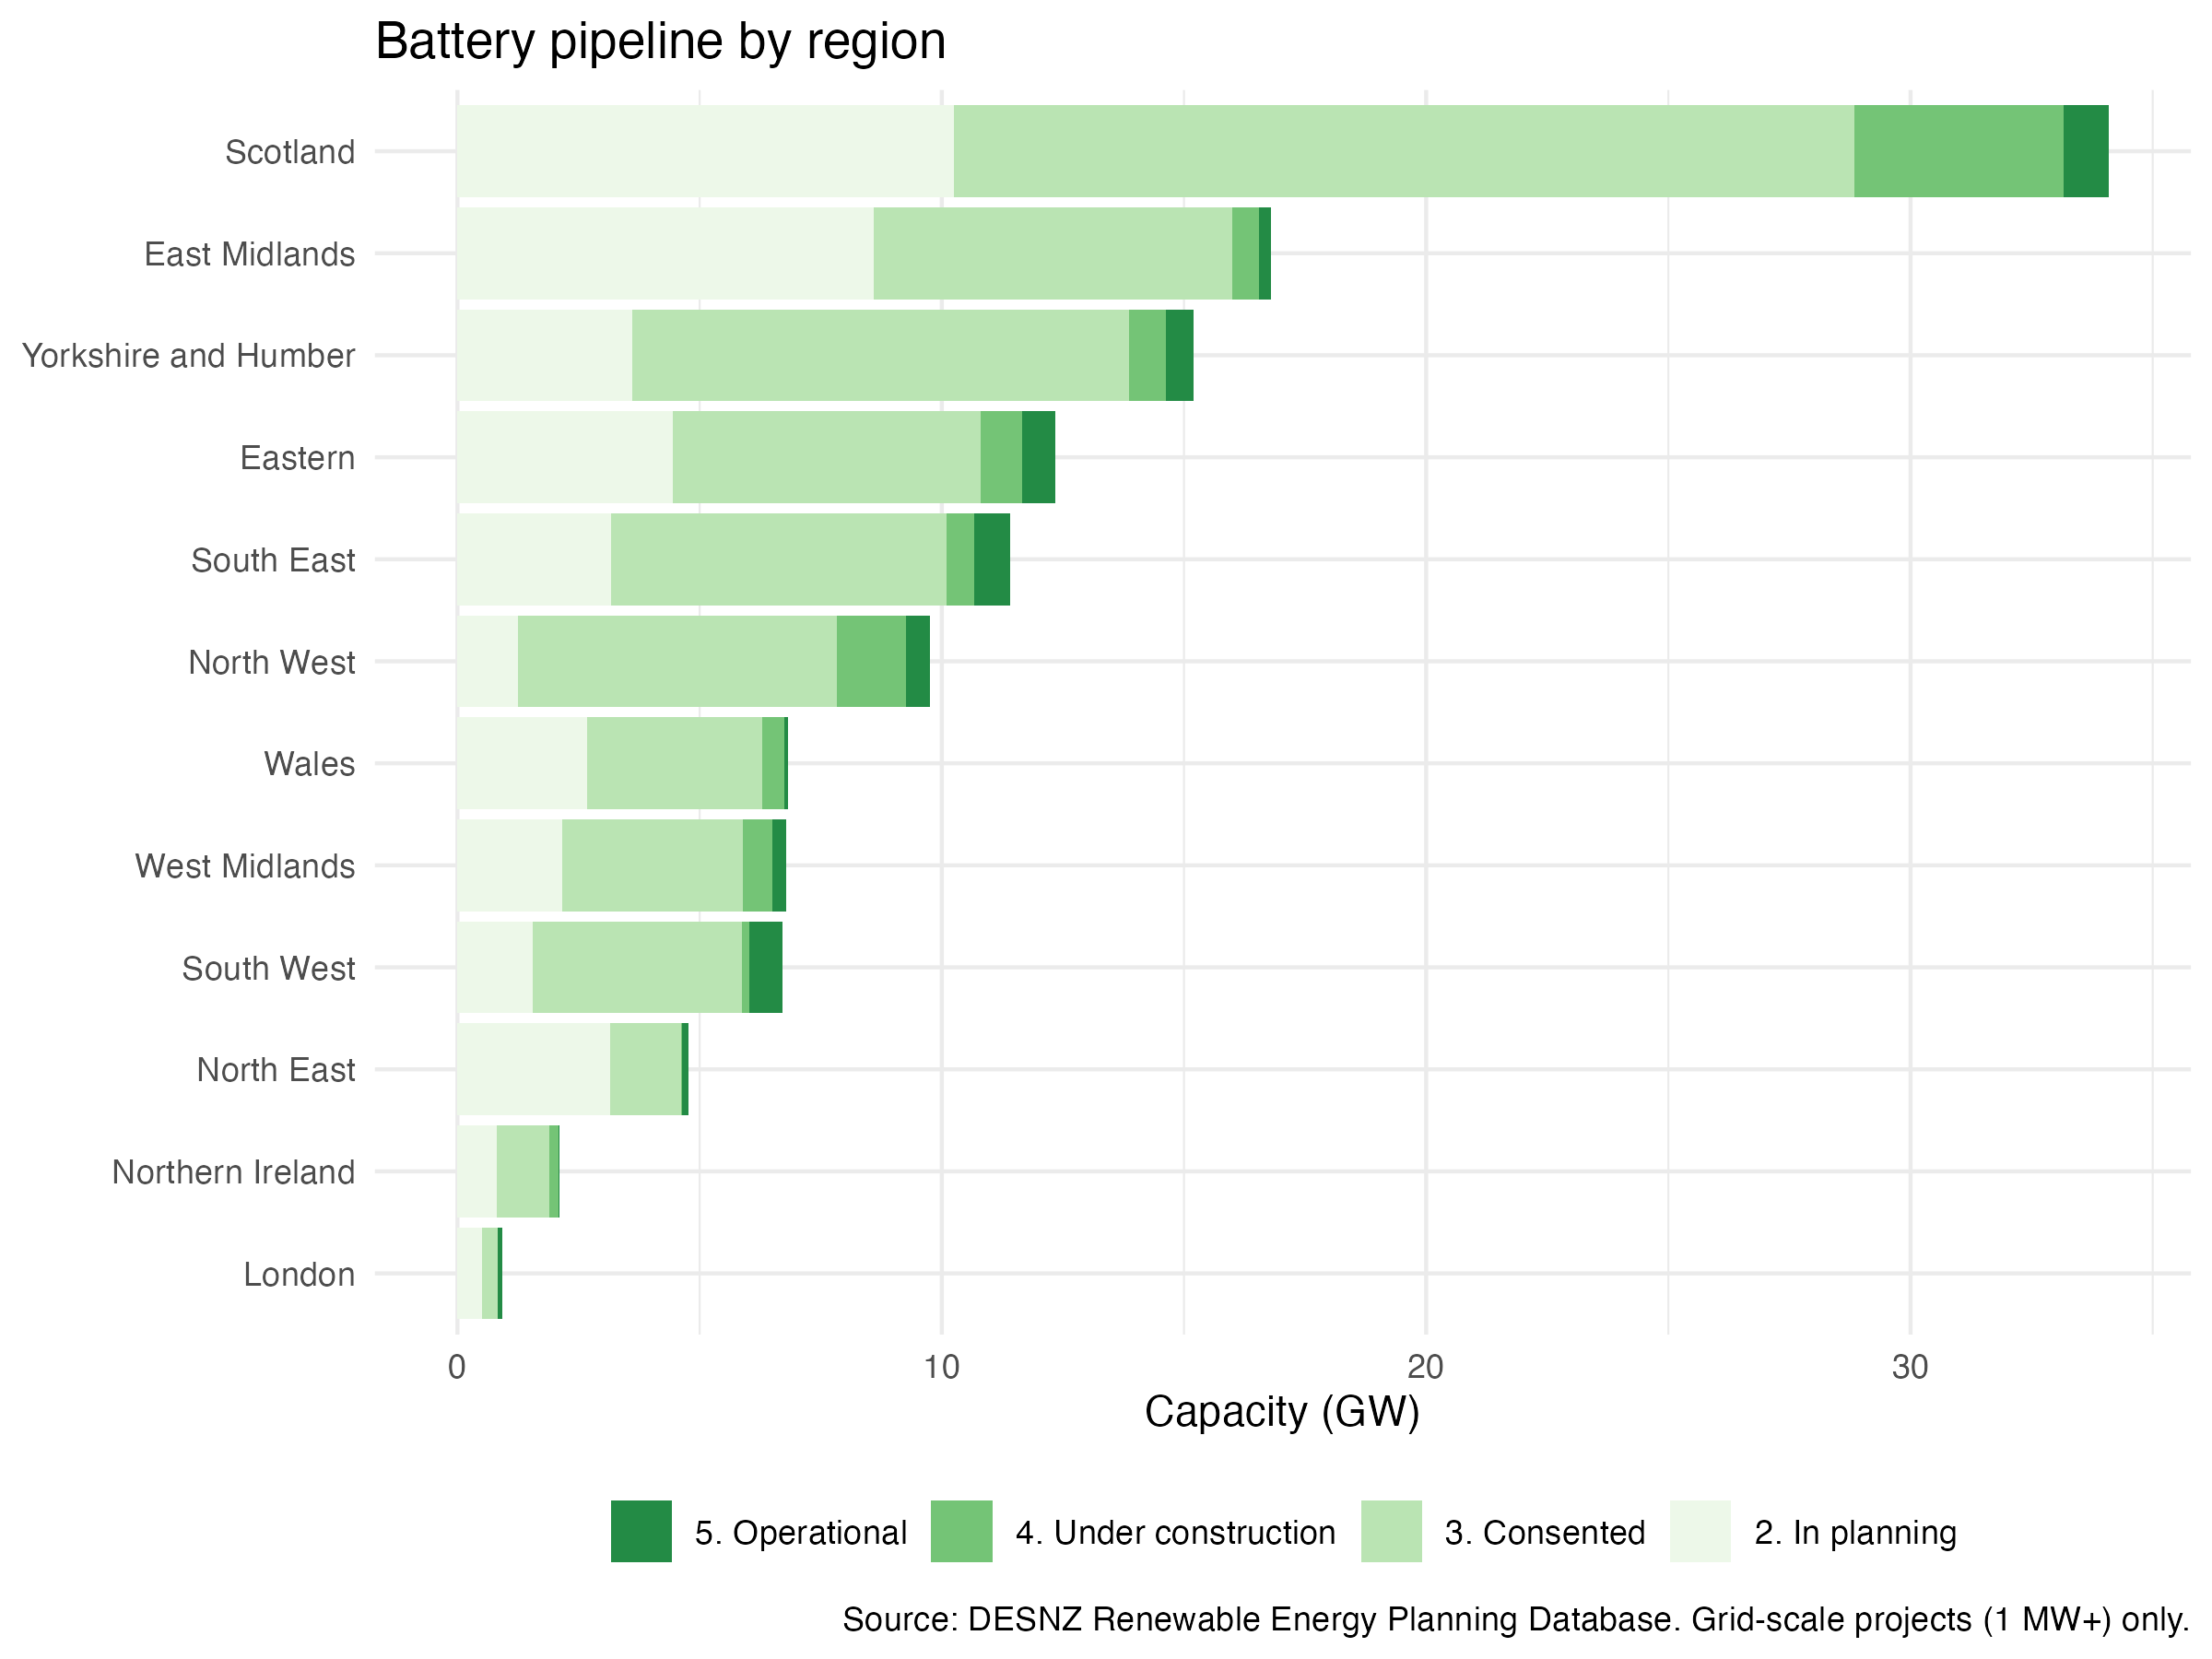 Battery pipeline by region
Scotland
East Midlands
Yorkshire and Humber
Eastern
South East
North West
Wales
West Midlands
South West
North East
Northern Ireland
London
0 10 20 30
Capacity (GW)
5. Operational 4. Under construction 3. Consented 2. In planning
Source: DESNZ Renewable Energy Planning Database. Grid-scale projects (1 MW+) only.